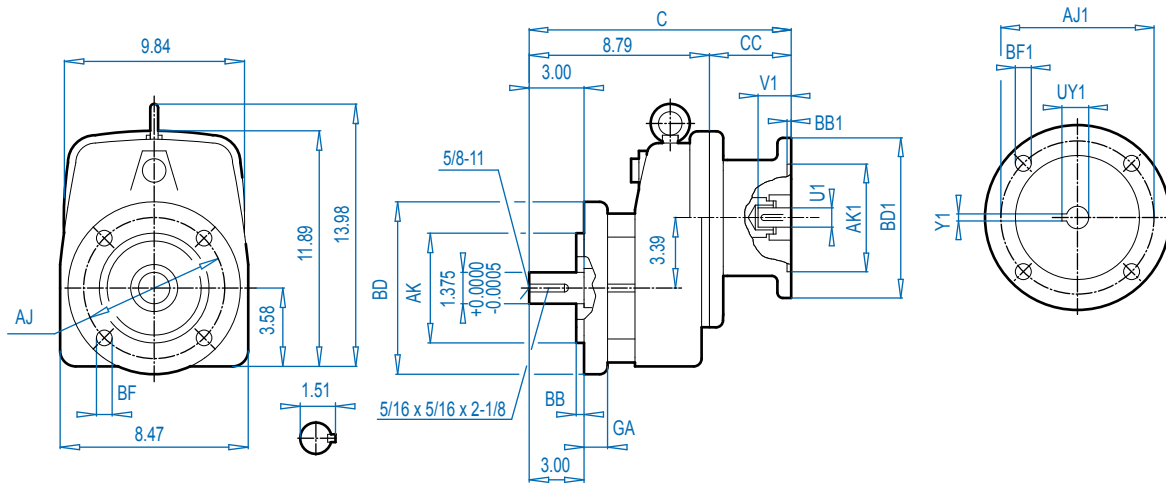 9.84
AJ
BF
8.47
3.58
11.89
13.98
1.51
C
8.79
CC
3.00
V1
BB1
5/8-11
BD
AK
1.375
+0.0000
-0.0005
3.39
U1
AK1
BD1
5/16 x 5/16 x 2-1/8
BB
GA
3.00
AJ1
BF1
UY1
Y1